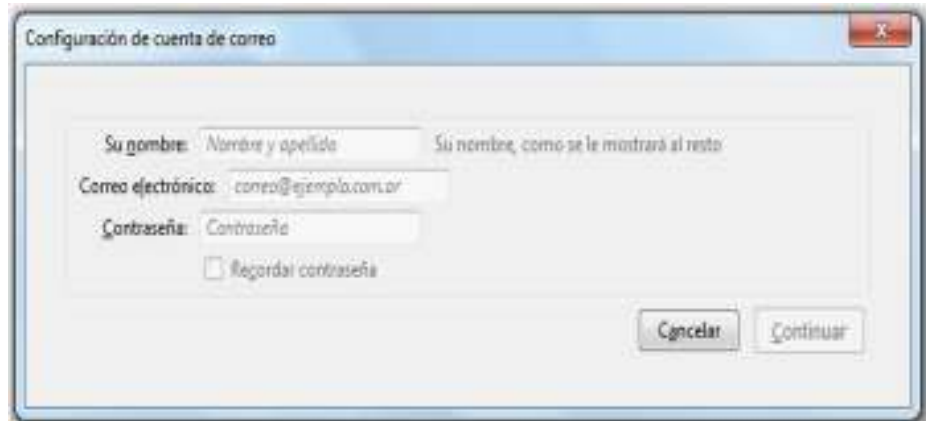 Configuración de cuenta de correo
x
Su nombre: Nombre y apellido Su nombre, como se le mostrará al resto
Correo electrónico: correo@ejemplo.com.ar
Contraseña: Contraseña
Recordar contraseña
Cancelar Continuar